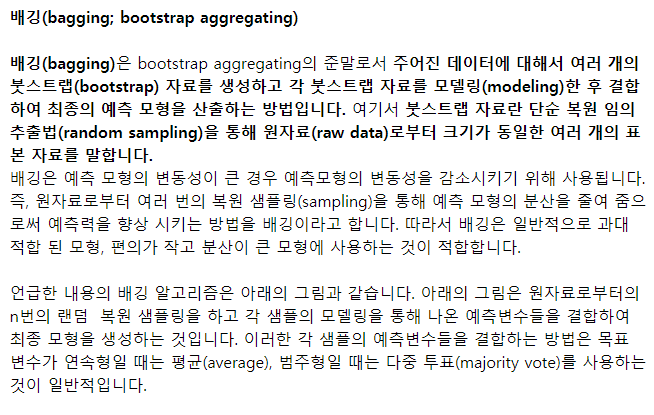 배깅(bagging; bootstrap aggregating)
배깅(bagging)은 bootstrap aggregating의 준말로서 주어진 데이터에 대해서 여러 개의
붓스트랩(bootstrap) 자료를 생성하고 각 붓스트랩 자료를 모델링(modeling)한 후 결합
하여 최종의 예측 모형을 산출하는 방법입니다. 여기서 붓스트랩 자료란 단순 복원 임의
추출법(random sampling)을 통해 원자료(raw data)로부터 크기가 동일한 여러 개의 표
본 자료를 말합니다.
배깅은 예측 모형의 변동성이 큰 경우 예측모형의 변동성을 감소시키기 위해 사용됩니다.
즉, 원자료로부터 여러 번의 복원 샘플링(sampling)을 통해 예측 모형의 분산을 줄여 줌으
로써 예측력을 향상 시키는 방법을 배깅이라고 합니다. 따라서 배깅은 일반적으로 과대
적합 된 모형, 편의가 작고 분산이 큰 모형에 사용하는 것이 적합합니다.
언급한 내용의 배깅 알고리즘은 아래의 그림과 같습니다. 아래의 그림은 원자료로부터의
n번의 랜덤  복원 샘플링을 하고 각 샘플의 모델링을 통해 나온 예측변수들을 결합하여
최종 모형을 생성하는 것입니다. 이러한 각 샘플의 예측변수들을 결합하는 방법은 목표
변수가 연속형일 때는 평균(average), 범주형일 때는 다중 투표(majority vote)를 사용하는
것이 일반적입니다.